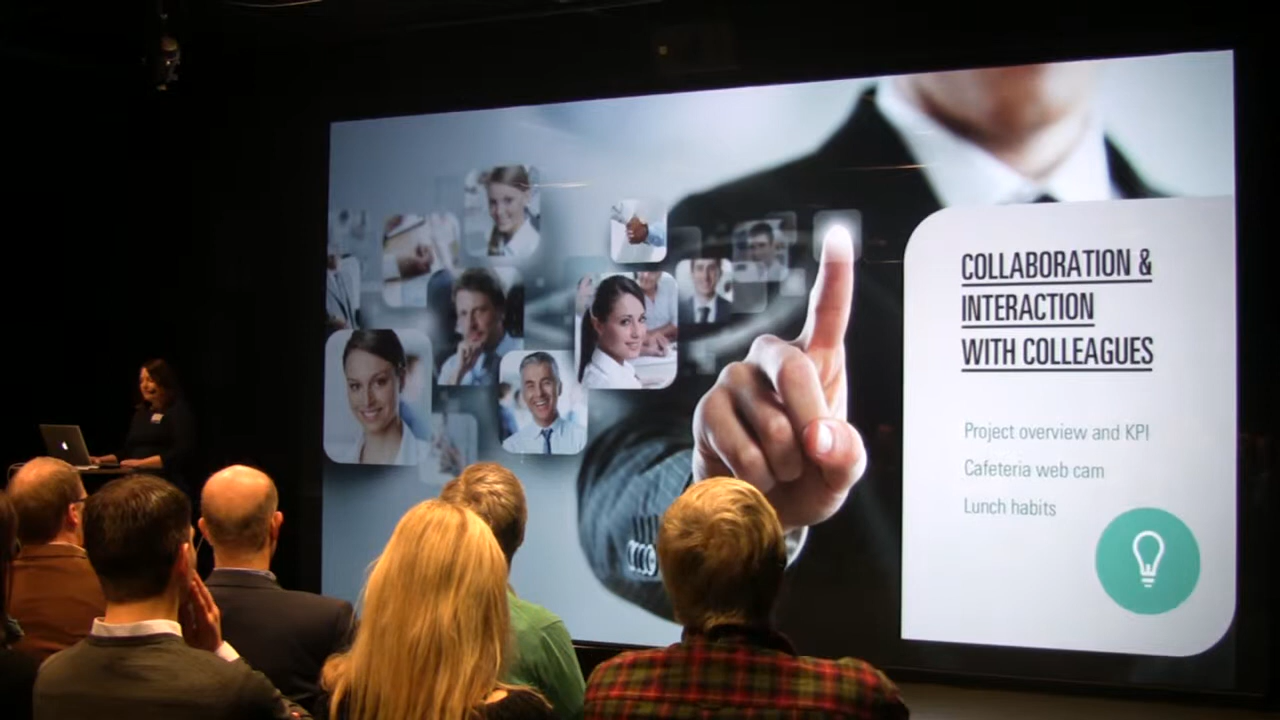 COLLABORATION &
INTERACTION
WITH COLLEAGUES
Project overview and KPI
Cafeteria web cam
Lunch habits